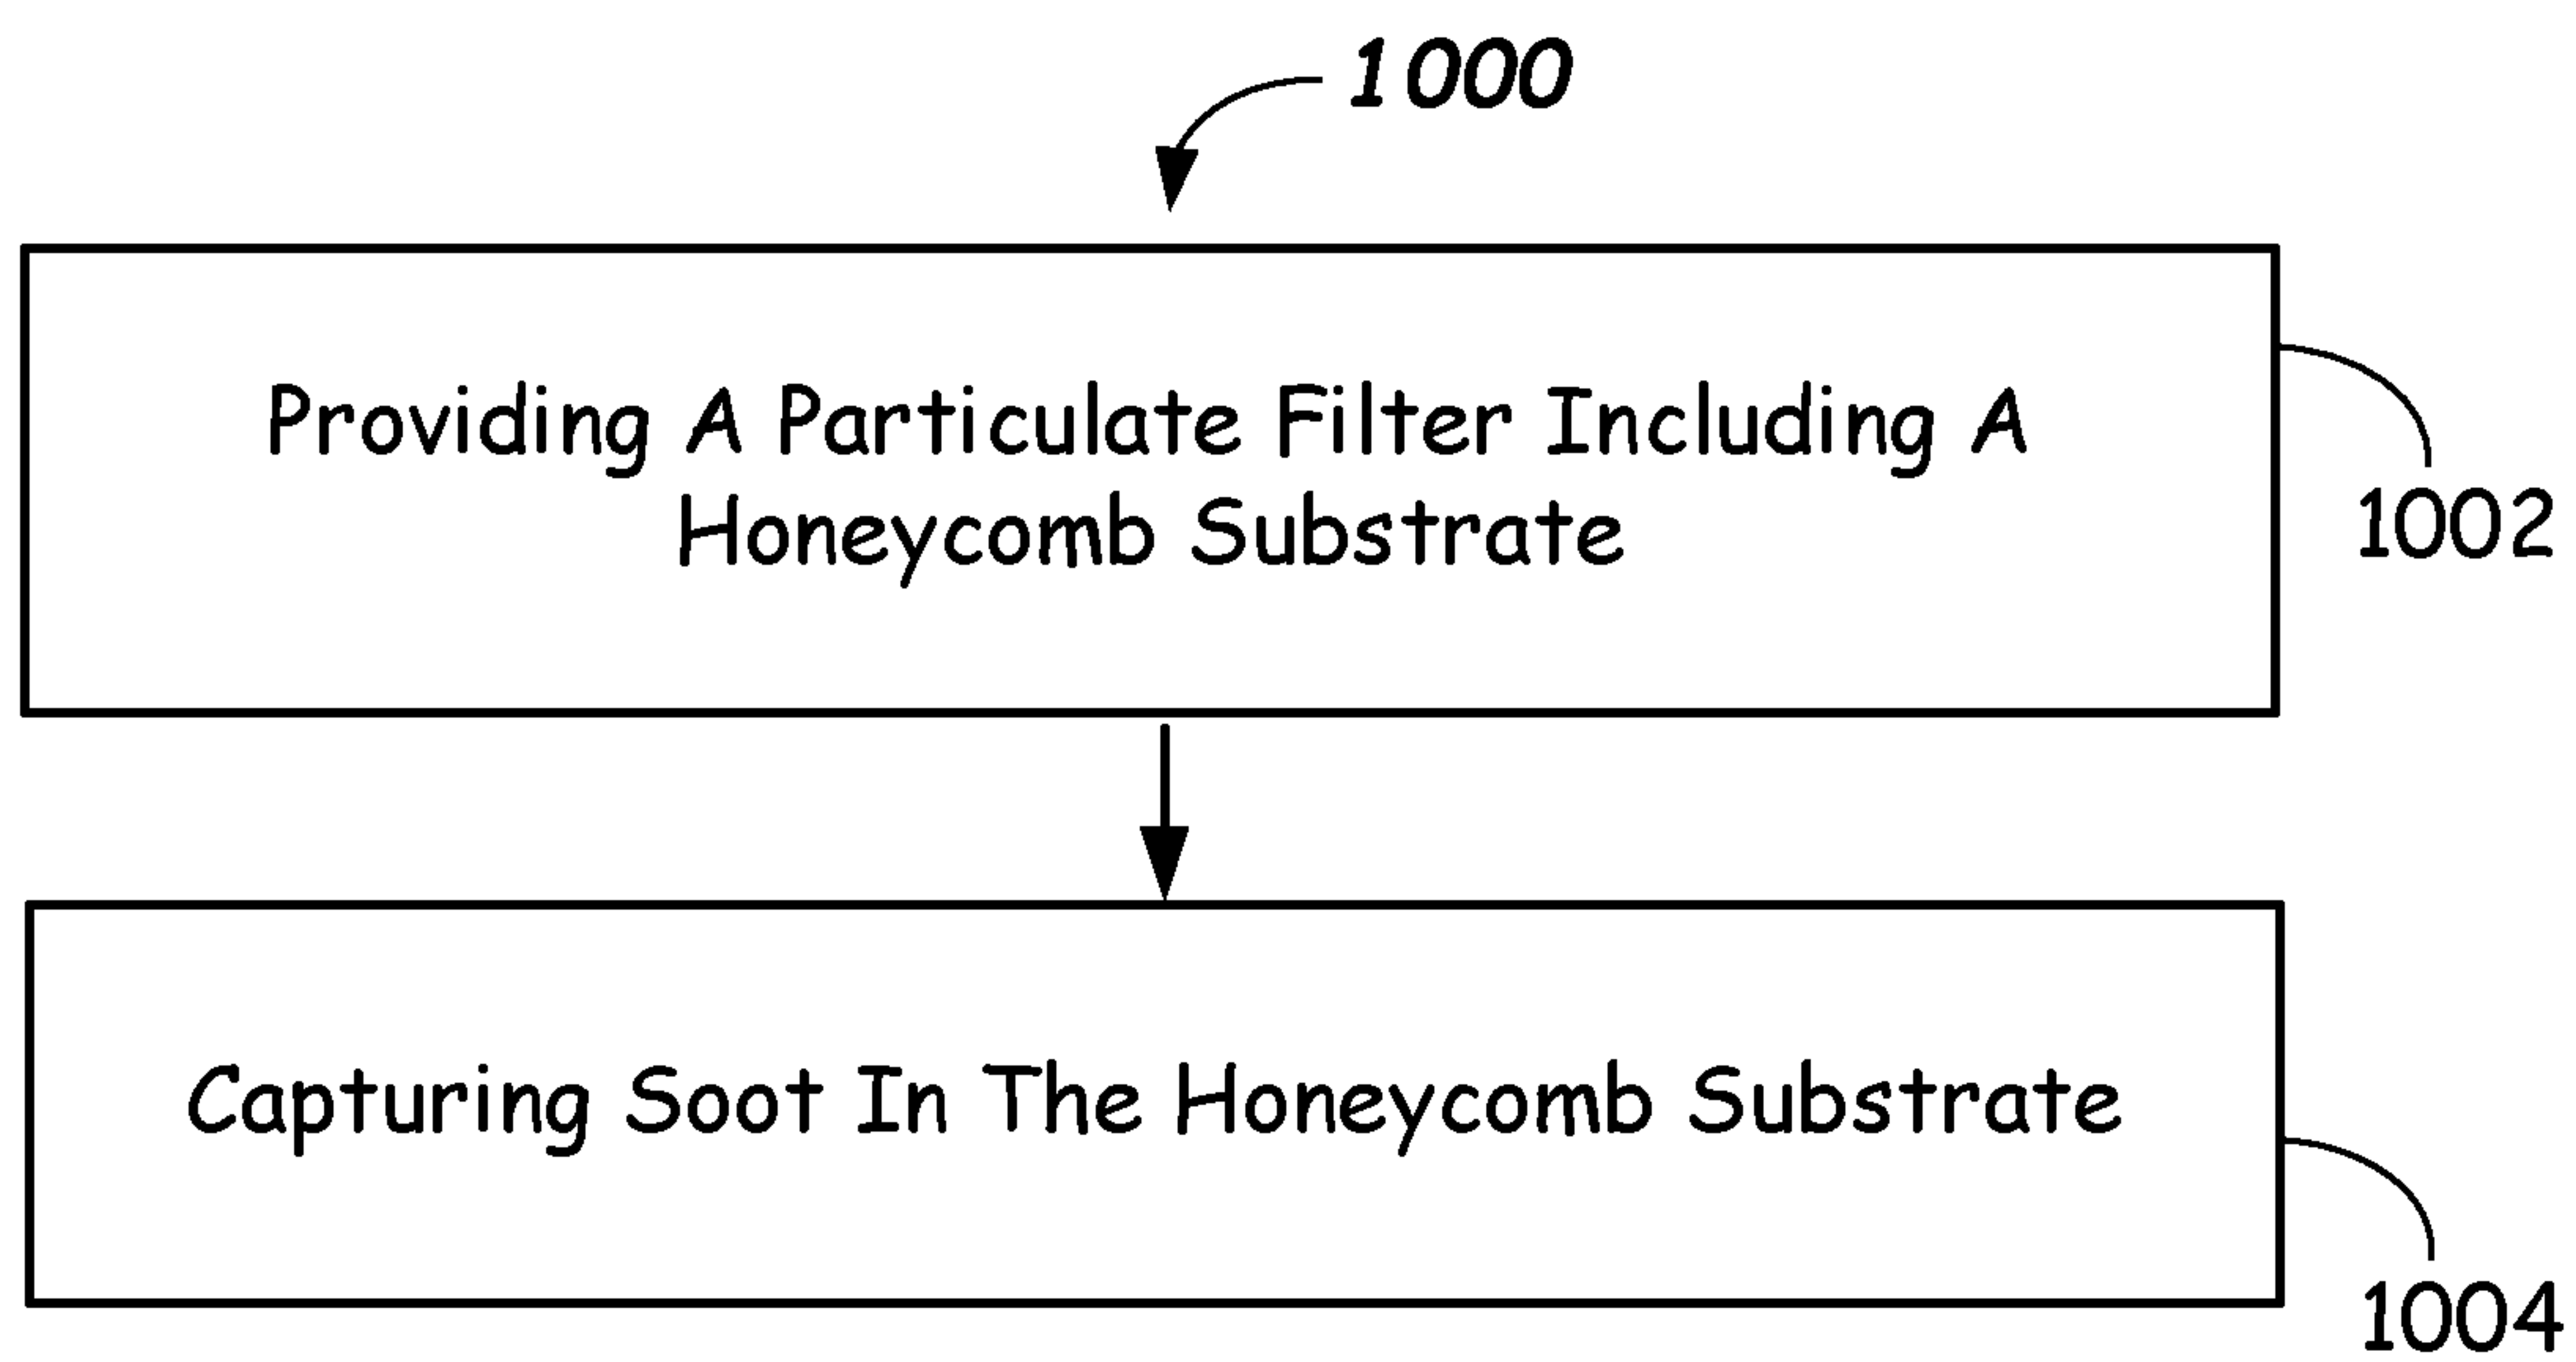 1000
Providing A Particulate Filter Including A
Honeycomb Substrate
1002
Capturing Soot In The Honeycomb Substrate
1004